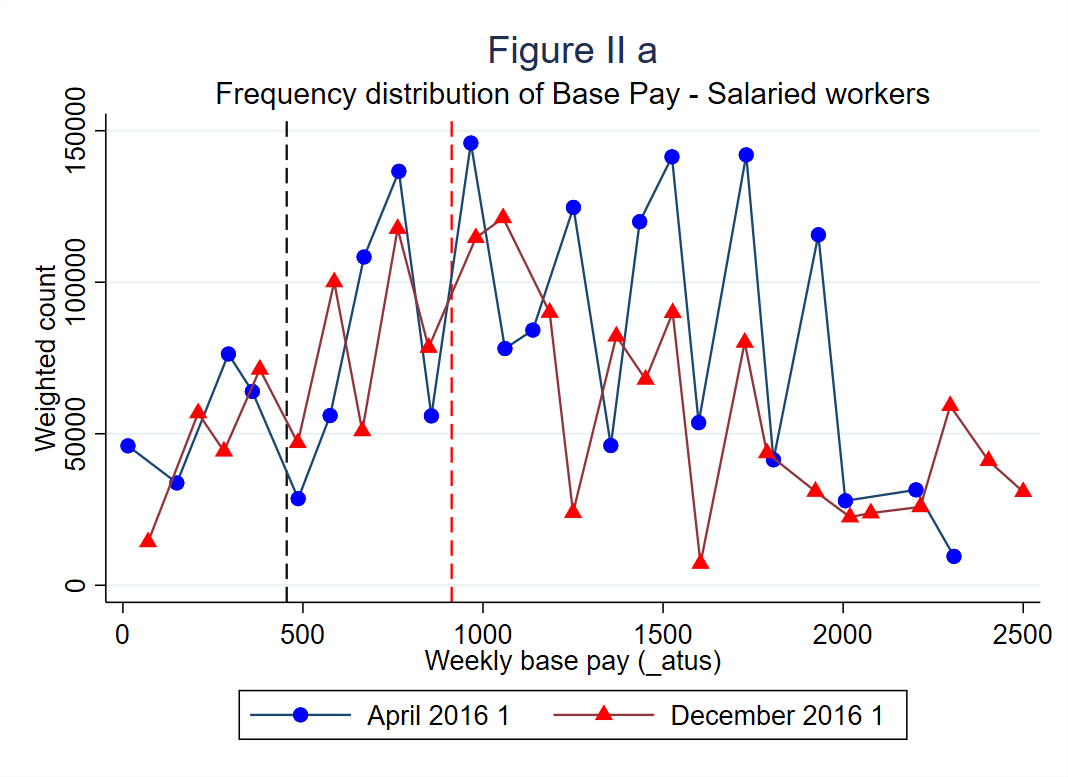 Figure II a
Frequency distribution of Base Pay - Salaried workers
Weighted count
150000
100000
50000
0
0 500 1000 1500 2000 2500
Weekly base pay (_atus)
April 2016 1 December 2016 1